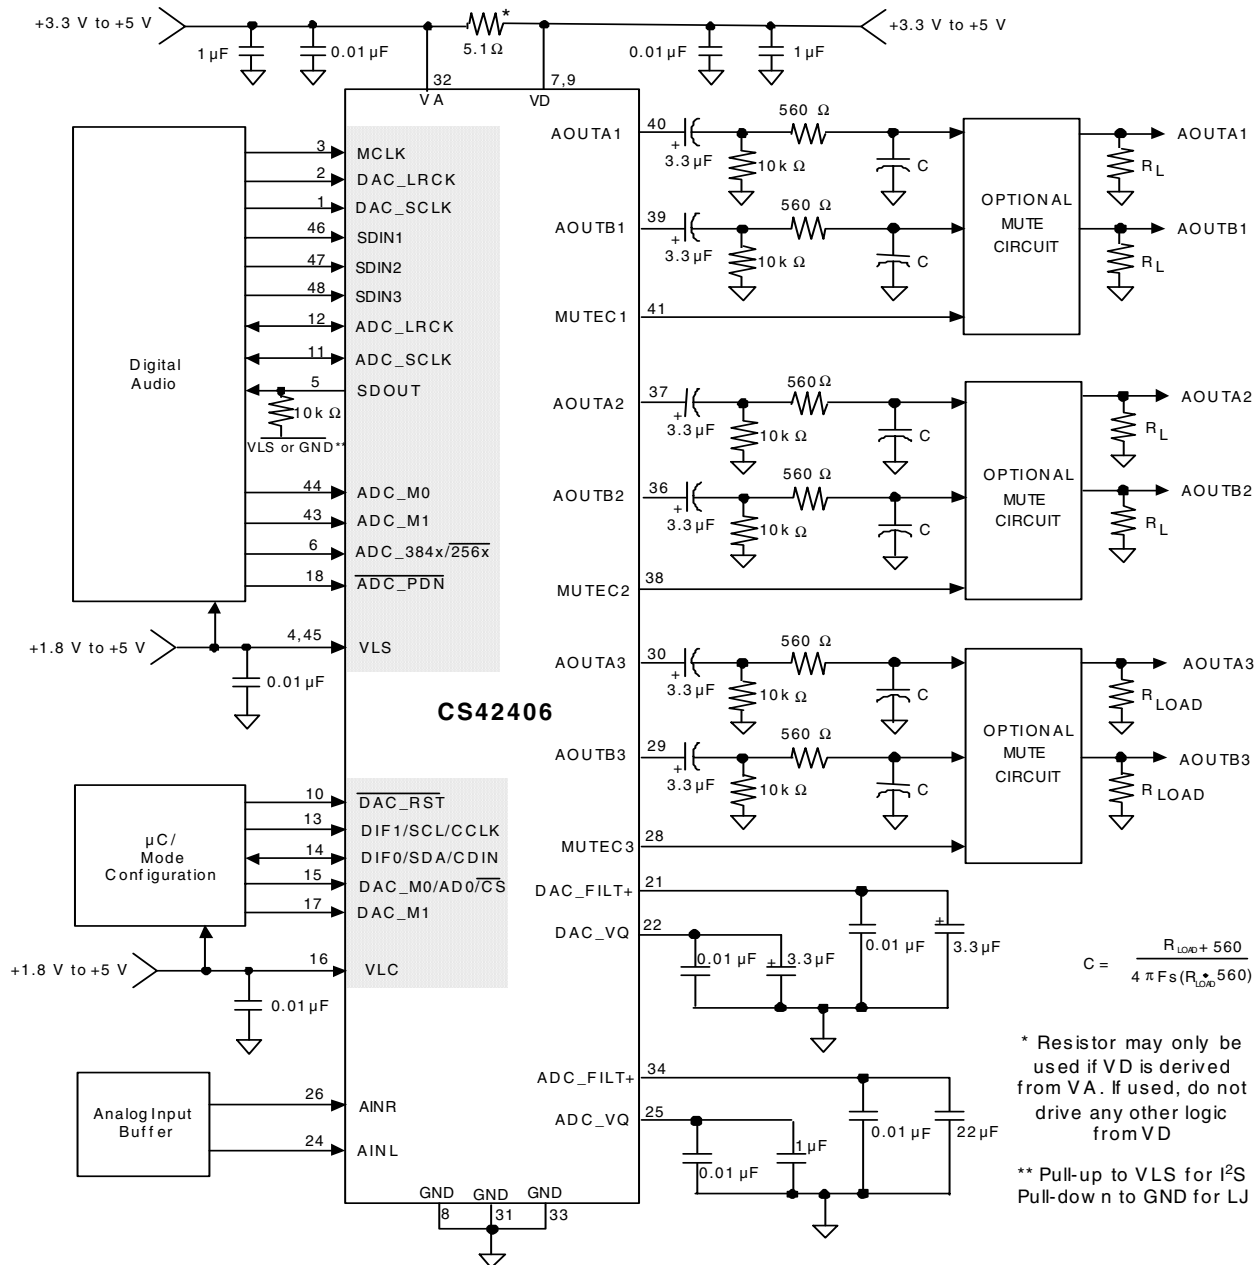 +3.3 V to +5 V
1 µF
0.01 µF
*
5.1Ω
0.01 µF
1 µF
+3.3 V to +5 V
32
7,9
VA
VD
Digital
Audio
3
MCLK
2
DAC_LRCK
1
DAC_SCLK
46
SDIN1
47
SDIN2
48
SDIN3
12
ADC_LRCK
11
ADC_SCLK
5
SDOUT
10k Ω
VLS or GND**
44
ADC_M0
43
ADC_M1
6
ADC_384x/256x
18
ADC_PDN
+1.8 V to +5 V
4,45
VLS
0.01 µF
CS42406
µC/
Mode
Configuration
10
DAC_RST
13
DIF1/SCL/CCLK
14
DIF0/SDA/CDIN
15
DAC_M0/AD0/CS
17
DAC_M1
+1.8 V to +5 V
16
VLC
0.01 µF
Analog Input
Buffer
26
AINR
24
AINL
GND
GND
GND
8
31
33
AOUTA1
40
+
3.3 µF
10k Ω
560 Ω
C
AOUTA1
R L
AOUTB1
39
+
3.3 µF
10k Ω
560 Ω
C
AOUTB1
R L
OPTIONAL
MUTE
CIRCUIT
MUTEC1
41
AOUTA2
37
+
3.3 µF
10k Ω
560 Ω
C
AOUTA2
R L
AOUTB2
36
+
3.3 µF
10k Ω
560 Ω
C
AOUTB2
R L
OPTIONAL
MUTE
CIRCUIT
MUTEC2
38
AOUTA3
30
+
3.3 µF
10k Ω
560 Ω
C
AOUTA3
R LOAD
AOUTB3
29
+
3.3 µF
10k Ω
560 Ω
C
AOUTB3
R LOAD
OPTIONAL
MUTE
CIRCUIT
MUTEC3
28
DAC_FILT+
21
DAC_VQ
22
0.01 µF
+
3.3 µF
0.01 µF
+
3.3 µF
ADC_FILT+
34
ADC_VQ
25
0.01 µF
1 µF
0.01 µF
22 µF
C = R LOAD + 560
4 π Fs (R LOAD • 560)
* Resistor may only be
used if VD is derived
from VA. If used, do not
drive any other logic
from VD
** Pull-up to VLS for I²S
Pull-down to GND for LJ